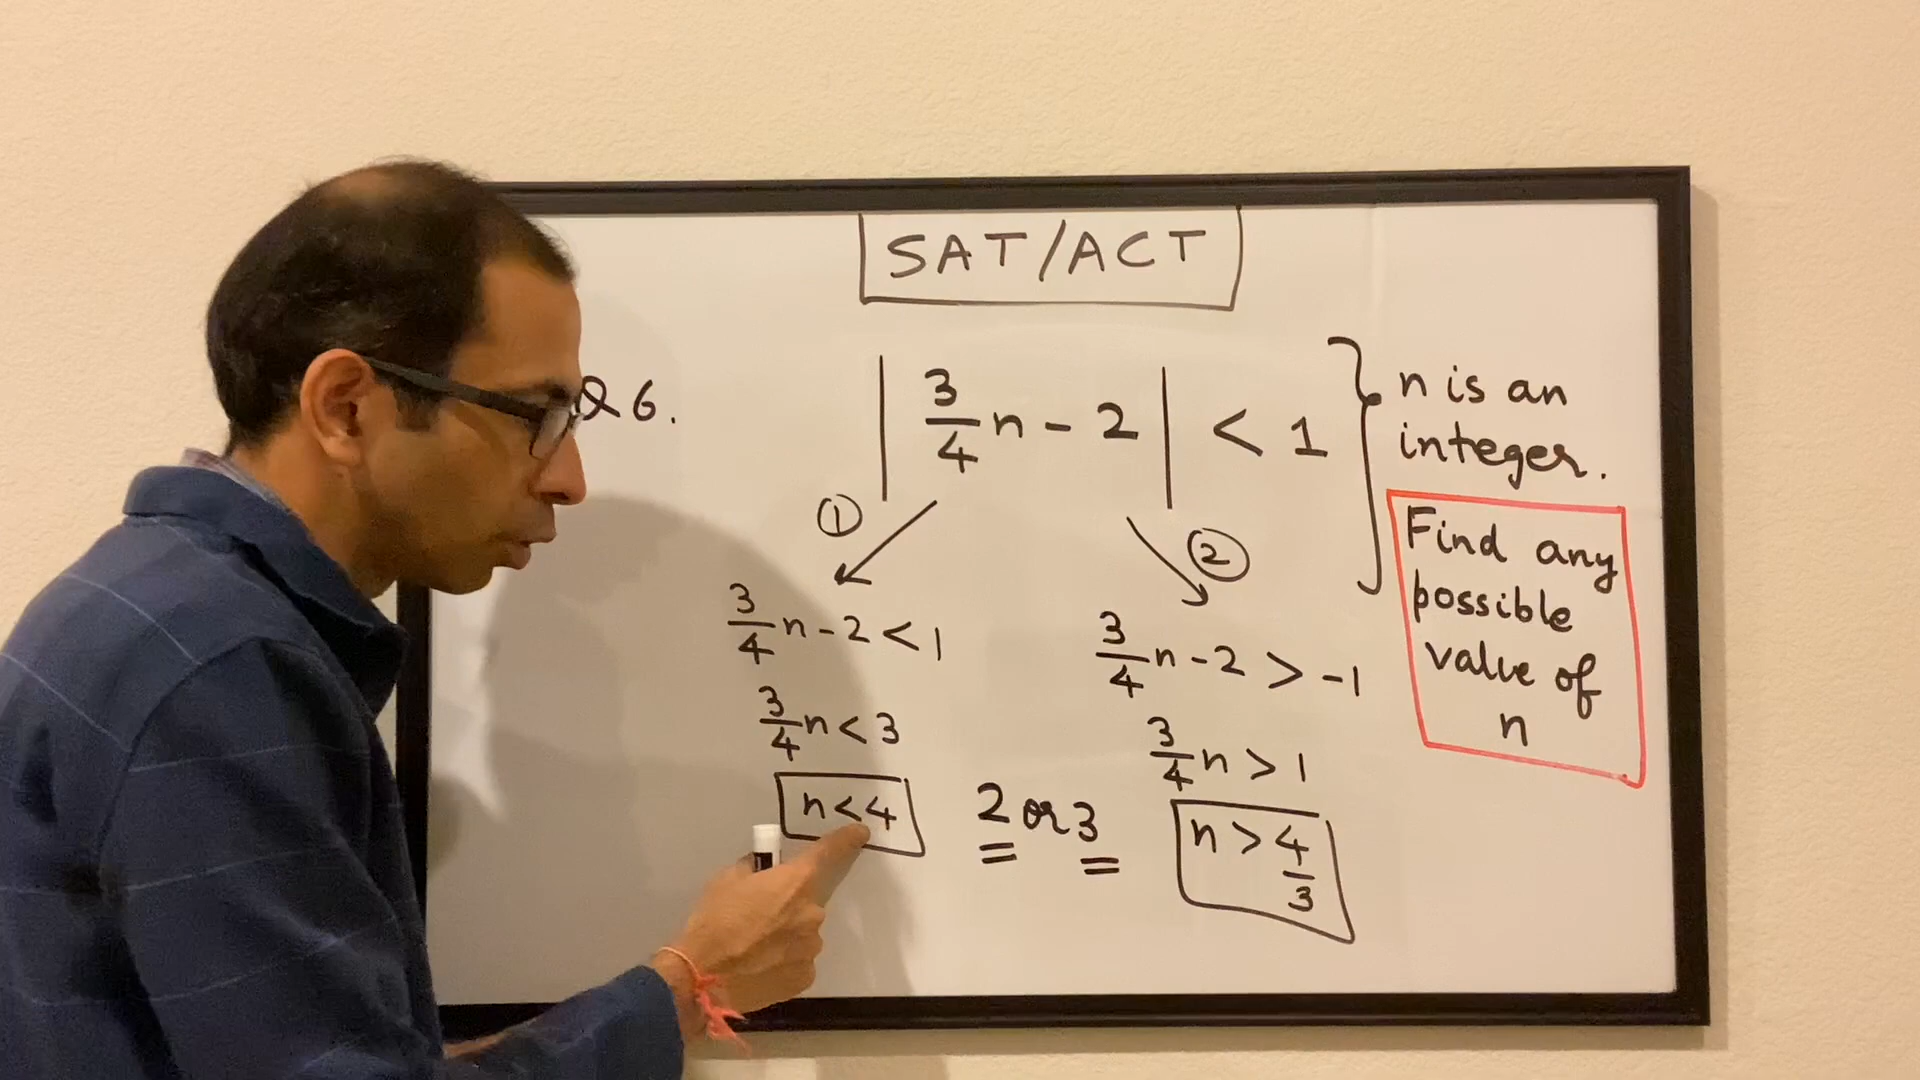 SAT/ACT
Q6. | 3/4 n - 2 | < 1 } n is an
integer.
Find any
possible
value of
n
①
3/4 n - 2 < 1
3/4 n < 3
n < 4
2 or 3
②
3/4 n - 2 > -1
3/4 n > 1
n > 4/3